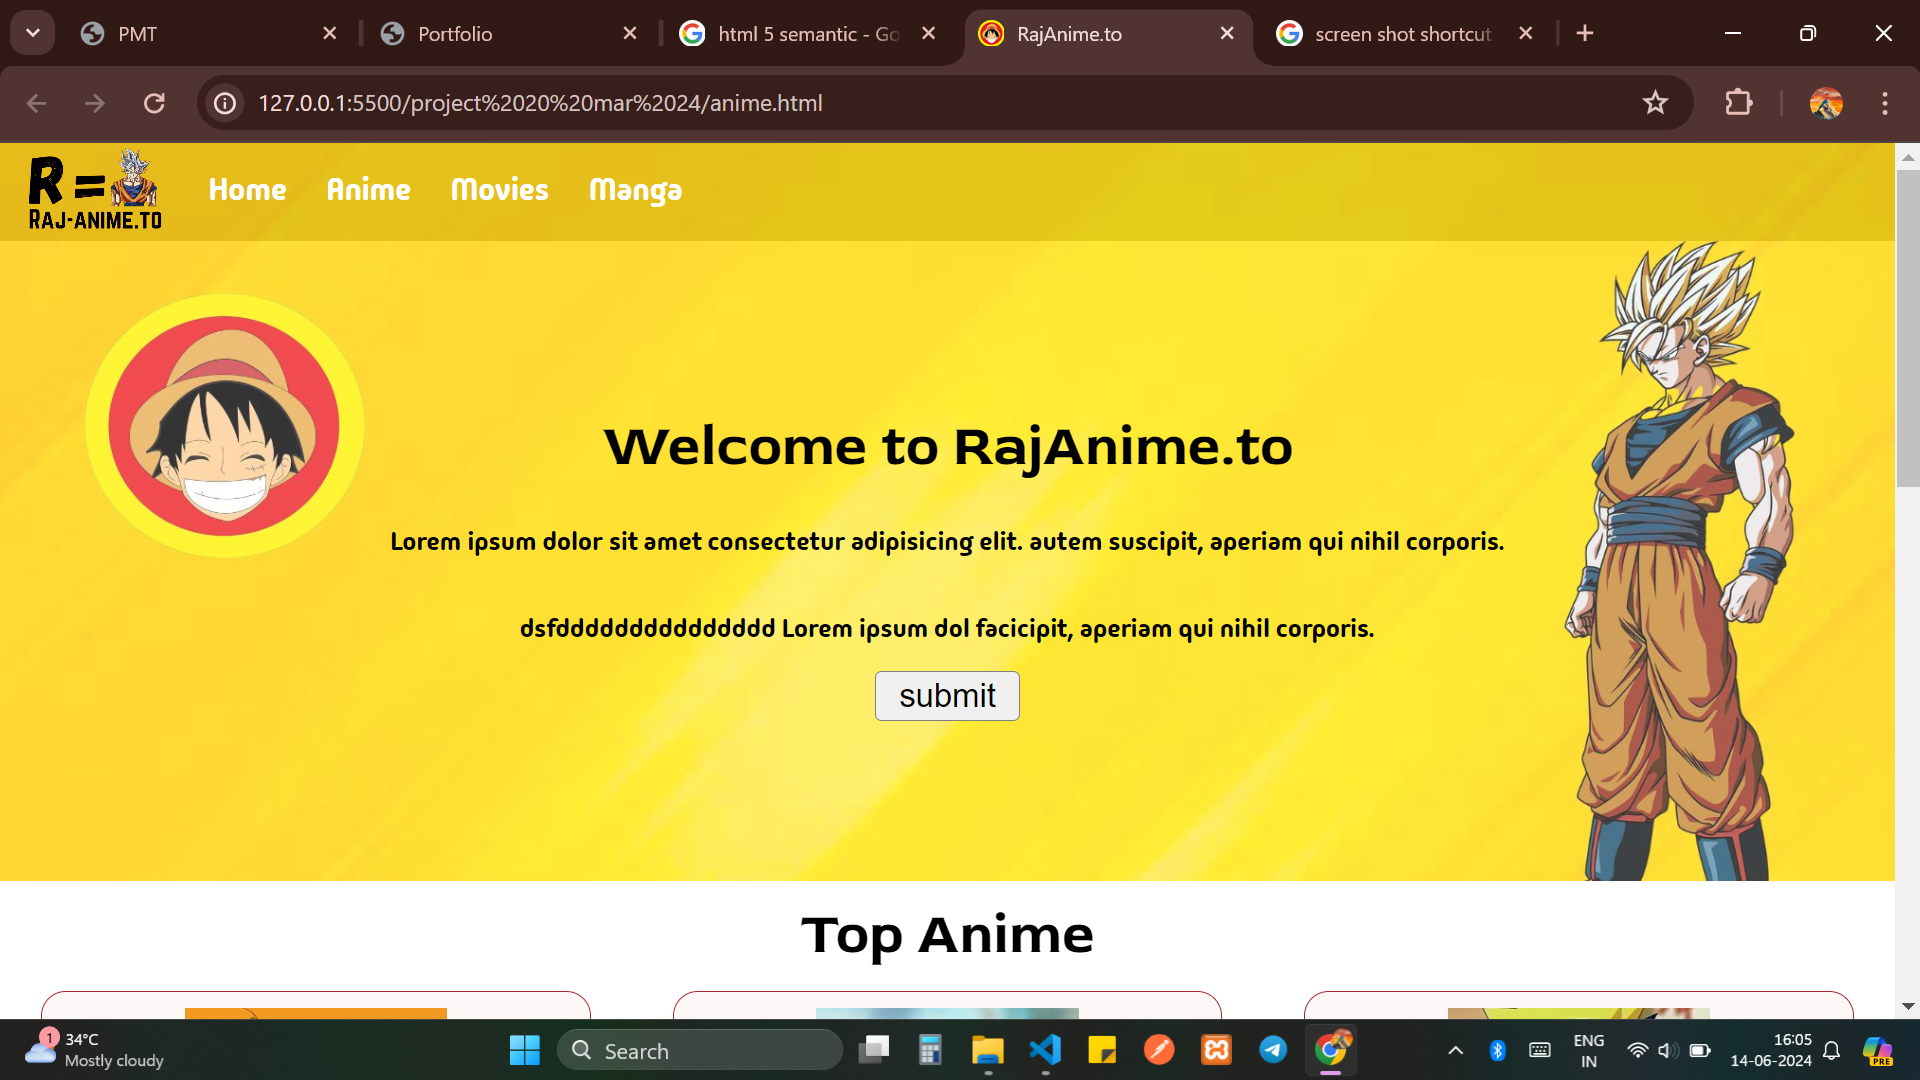 PMT
Portfolio
html 5 semantic - Go
RajAnime.to
screen shot shortcut
127.0.0.1:5500/project%2020%20mar%2024/anime.html
R =
RAJ-ANIME.TO
Home Anime Movies Manga
Welcome to RajAnime.to
Lorem ipsum dolor sit amet consectetur adipisicing elit. autem suscipit, aperiam qui nihil corporis.
dsfddddddddddddddd Lorem ipsum dol facicipit, aperiam qui nihil corporis.
submit
Top Anime
1
34°C
Mostly cloudy
Search
ENG
IN
16:05
14-06-2024
PRE